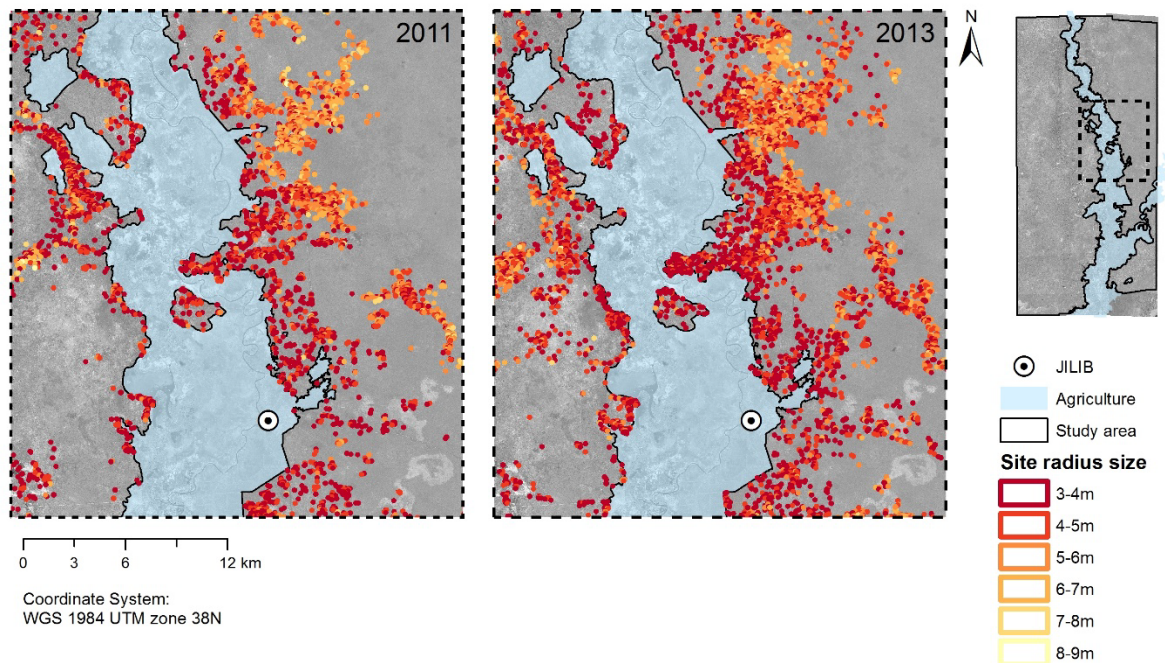 2011
2013
N
JILIB
Agriculture
Study area
Site radius size
3-4m
4-5m
5-6m
6-7m
7-8m
8-9m
0 3 6 12 km
Coordinate System:
WGS 1984 UTM zone 38N